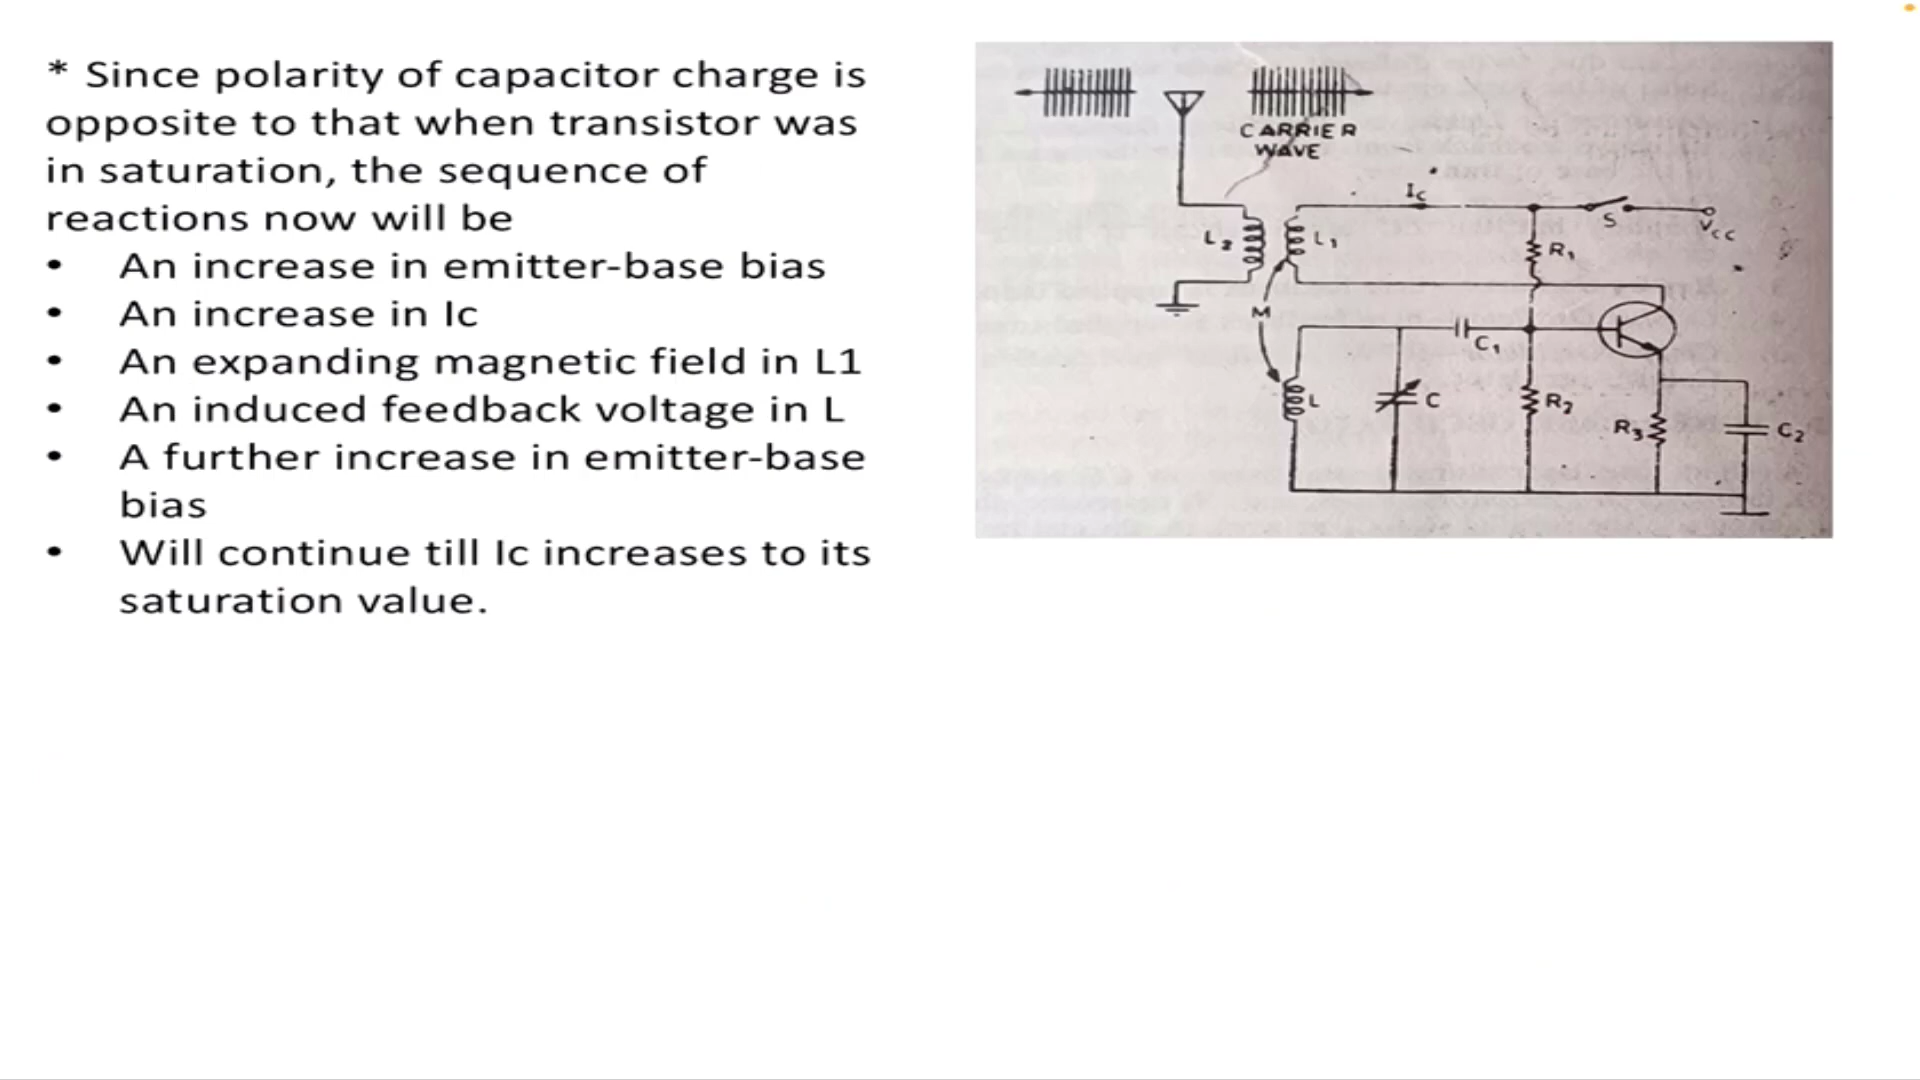 * Since polarity of capacitor charge is
opposite to that when transistor was
in saturation, the sequence of
reactions now will be
• An increase in emitter-base bias
• An increase in Ic
• An expanding magnetic field in L1
• An induced feedback voltage in L
• A further increase in emitter-base
bias
• Will continue till Ic increases to its
saturation value.
CARRIER
WAVE
Ic
S
Vcc
L2
L1
R1
M
C1
L
C
R2
R3
C2